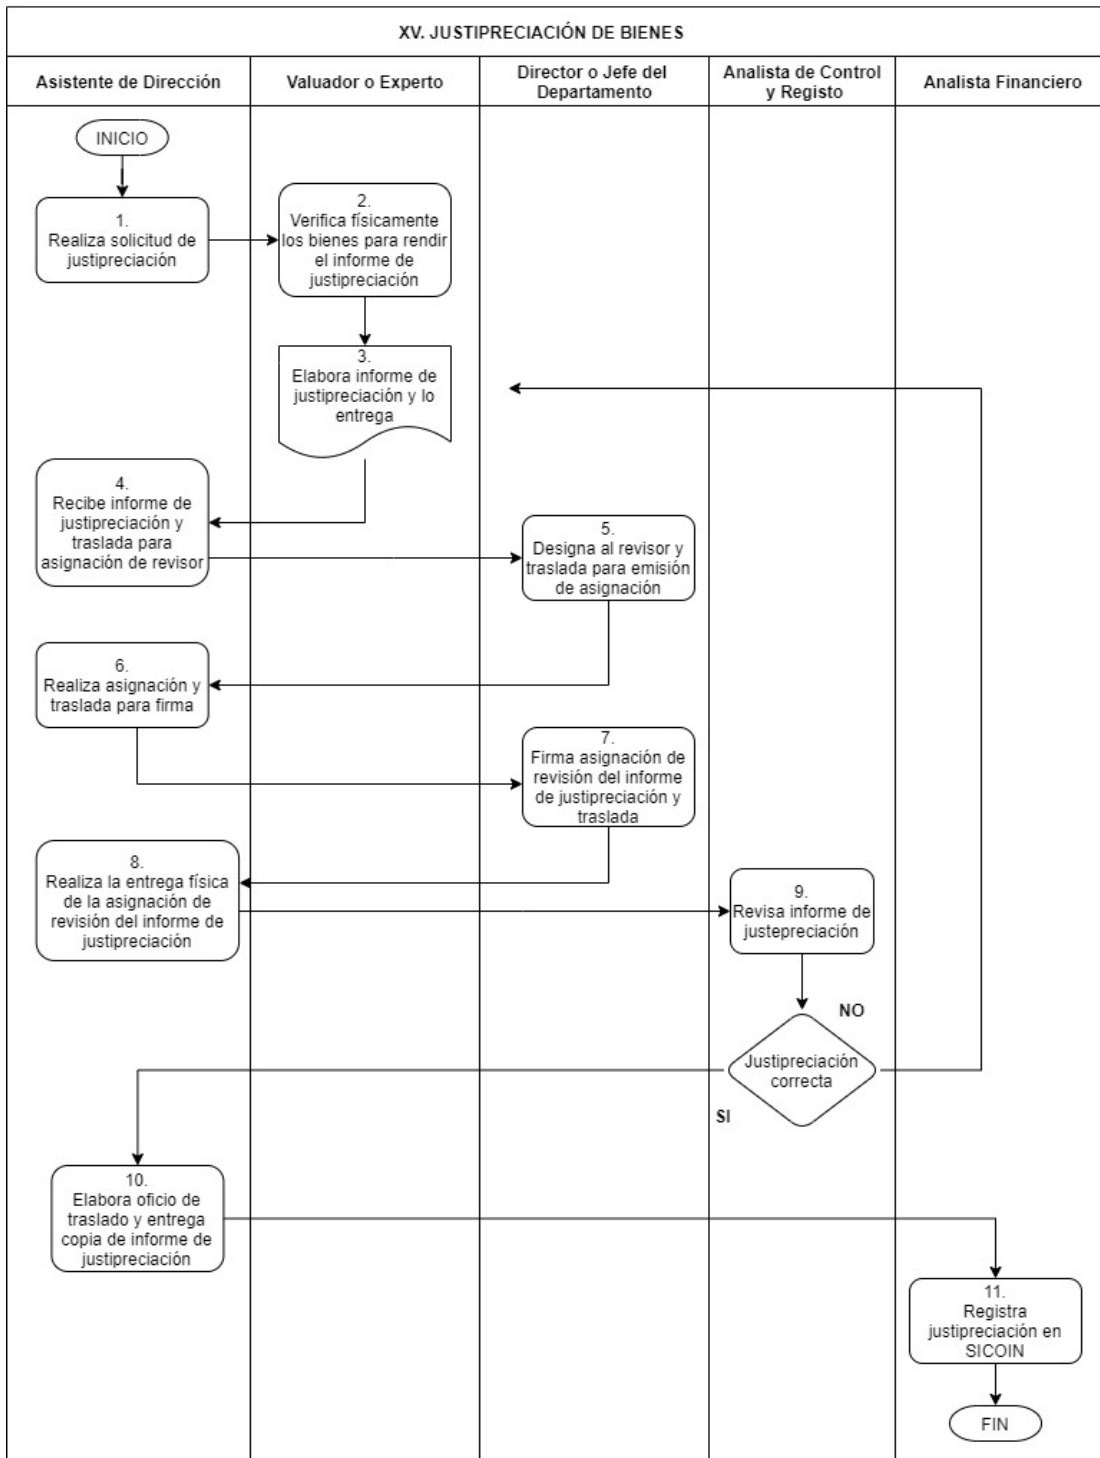 XV. JUSTIPRECIACIÓN DE BIENES
Asistente de Dirección
Valuador o Experto
Director o Jefe del
Departamento
Analista de Control
y Registo
Analista Financiero
INICIO
1.
Realiza solicitud de
justipreciación
2.
Verifica físicamente
los bienes para rendir
el informe de
justipreciación
3.
Elabora informe de
justipreciación y lo
entrega
4.
Recibe informe de
justipreciación y
traslada para
asignación de revisor
5.
Designa al revisor y
traslada para emisión
de asignación
6.
Realiza asignación y
traslada para firma
7.
Firma asignación de
revisión del informe
de justipreciación y
traslada
8.
Realiza la entrega física
de la asignación de
revisión del informe de
justipreciación
9.
Revisa informe de
justepreciación
NO
Justipreciación
correcta
SI
10.
Elabora oficio de
traslado y entrega
copia de informe de
justipreciación
11.
Registra
justipreciación en
SICOIN
FIN